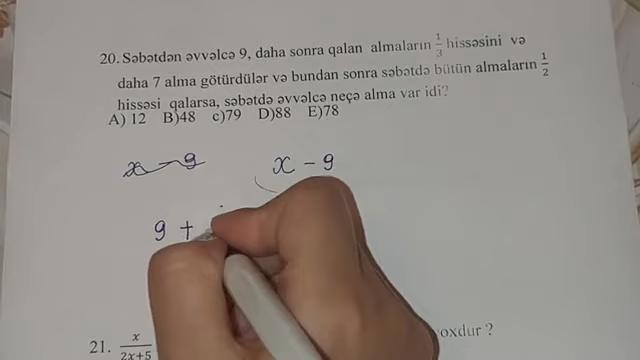 20. Səbətdən əvvəlcə 9, daha sonra qalan almaların 1/3 hissəsini və
daha 7 alma götürdülər və bundan sonra səbətdə bütün almaların 1/2
hissəsi qalarsa, səbətdə əvvəlcə neçə alma var idi?
A) 12 B)48 c)79 D)88 E)78
x - 9 x - 9
9 +
21. x/2x+5 yoxdur ?